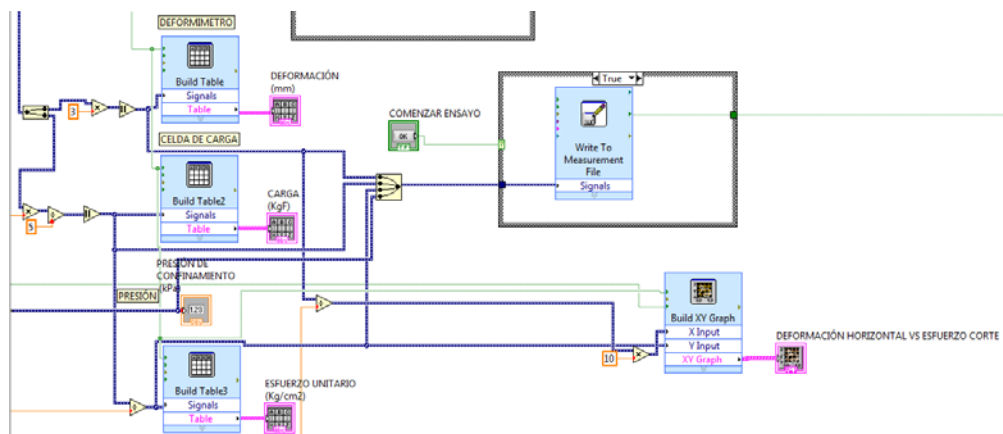 DEFORMIMETRO
Build Table
Signals
Table
DEFORMACIÓN
(mm)
3
CELDA DE CARGA
Build Table2
Signals
Table
CARGA
(KgF)
5
COMENZAR ENSAYO
OK
True
Write To
Measurement
File
Signals
PRESIÓN DE
CONFINAMIENTO
(kPa)
PRESIÓN
123
Build Table3
Signals
Table
ESFUERZO UNITARIO
(Kg/cm2)
10
Build XY Graph
X Input
Y Input
XY Graph
DEFORMACIÓN HORIZONTAL VS ESFUERZO CORTE